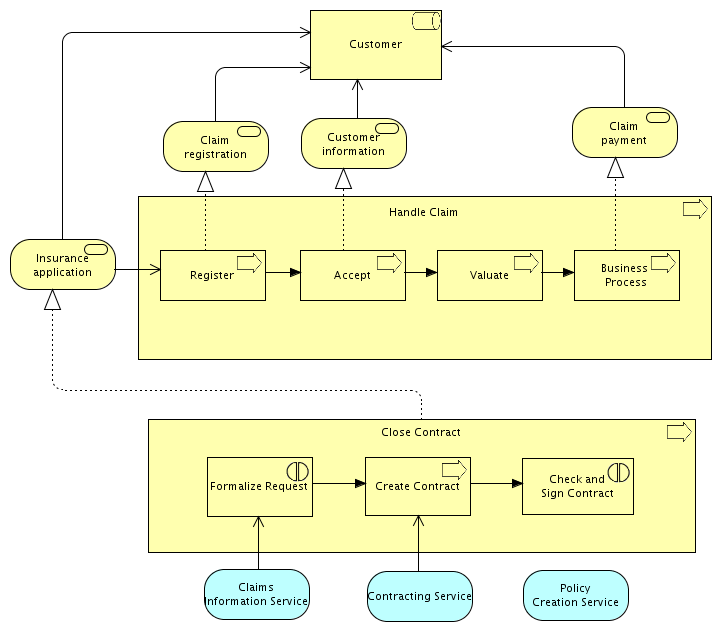 Customer
Claim
registration
Customer
information
Claim
payment
Handle Claim
Insurance
application
Register
Accept
Valuate
Business
Process
Close Contract
Formalize Request
Create Contract
Check and
Sign Contract
Claims
Information Service
Contracting Service
Policy
Creation Service